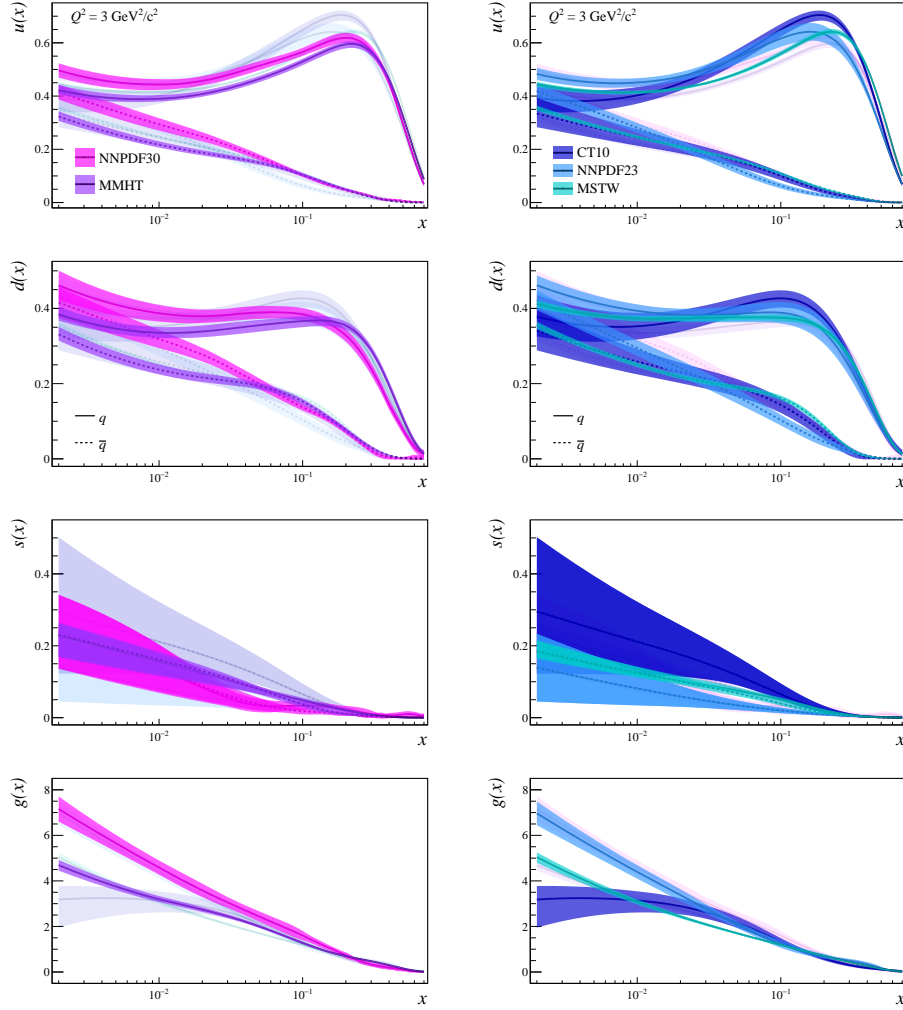 u(x)
Q² = 3 GeV²/c²
0.6
0.4
0.2
0
NNPDF30
MMHT
10⁻²
10⁻¹
x
u(x)
Q² = 3 GeV²/c²
0.6
0.4
0.2
0
CT10
NNPDF23
MSTW
10⁻²
10⁻¹
x
d(x)
0.4
0.2
0
q
q̅
10⁻²
10⁻¹
x
d(x)
0.4
0.2
0
q
q̅
10⁻²
10⁻¹
x
s(x)
0.4
0.2
0
10⁻²
10⁻¹
x
s(x)
0.4
0.2
0
10⁻²
10⁻¹
x
g(x)
8
6
4
2
0
10⁻²
10⁻¹
x
g(x)
8
6
4
2
0
10⁻²
10⁻¹
x